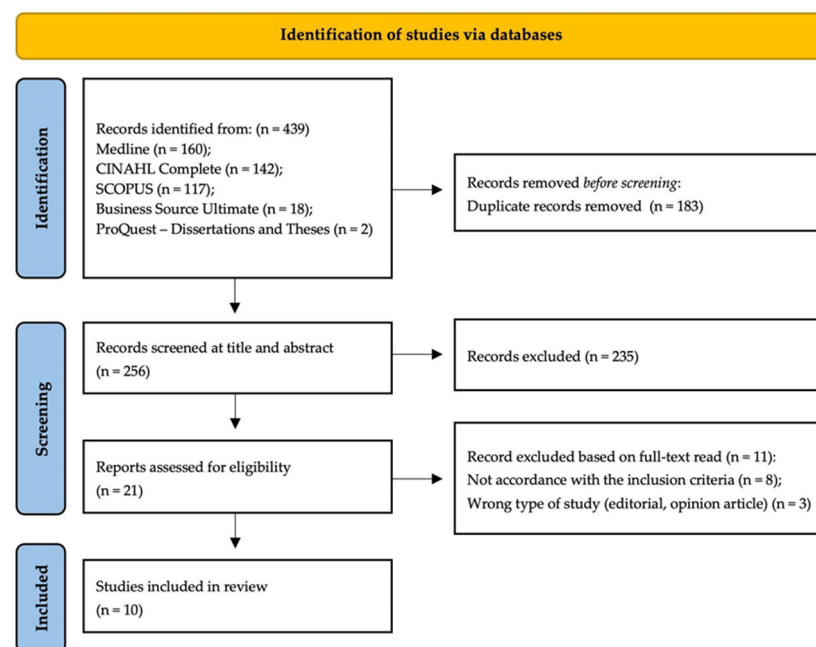 Identification of studies via databases
Identification
Records identified from: (n = 439)
Medline (n = 160);
CINAHL Complete (n = 142);
SCOPUS (n = 117);
Business Source Ultimate (n = 18);
ProQuest – Dissertations and Theses (n = 2)
Records removed before screening:
Duplicate records removed (n = 183)
Screening
Records screened at title and abstract
(n = 256)
Records excluded (n = 235)
Reports assessed for eligibility
(n = 21)
Record excluded based on full-text read (n = 11):
Not accordance with the inclusion criteria (n = 8);
Wrong type of study (editorial, opinion article) (n = 3)
Included
Studies included in review
(n = 10)